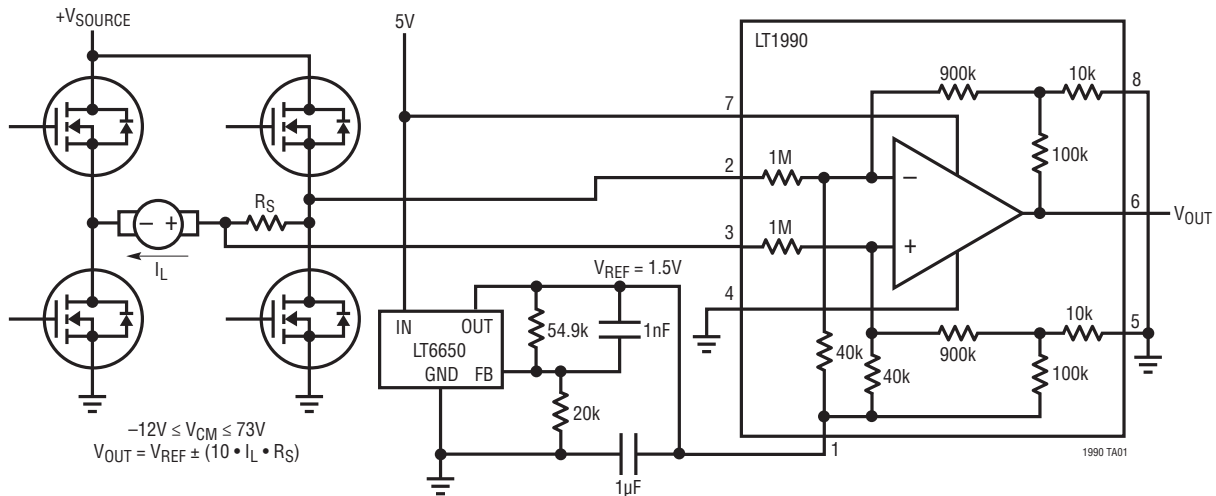 +VSOURCE
5V
LT1990
900k
10k
8
7
100k
2
1M
RS
6
VOUT
− +
−
3
1M
+
IL
VREF = 1.5V
4
10k
5
IN OUT
54.9k
1nF
LT6650
40k
900k
GND FB
40k
100k
20k
−12V ≤ VCM ≤ 73V
VOUT = VREF ± (10 • IL • RS)
1
1990 TA01
1µF